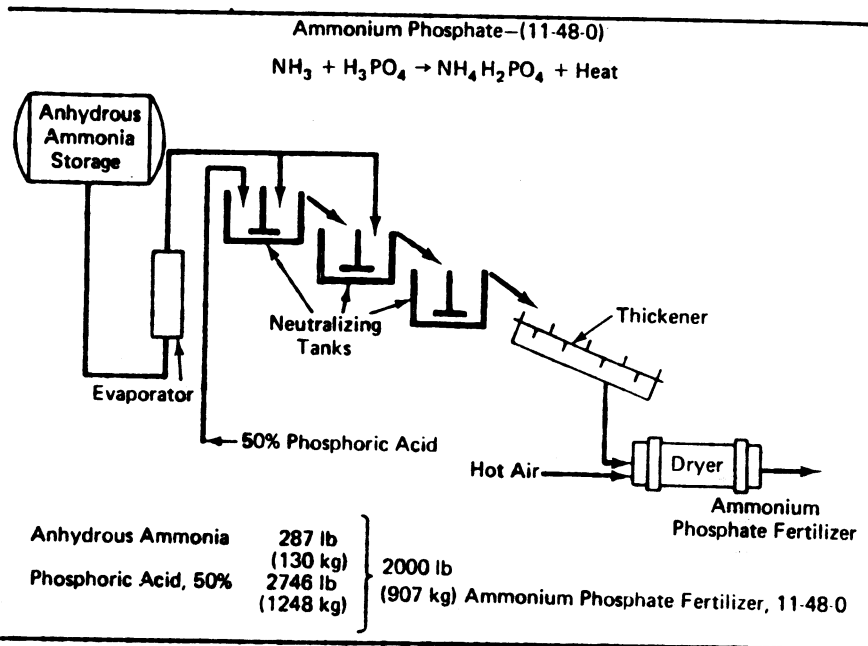 Ammonium Phosphate—(11-48-0)
NH₃ + H₃PO₄ → NH₄H₂PO₄ + Heat
Anhydrous
Ammonia
Storage
Neutralizing
Tanks
Thickener
Evaporator
50% Phosphoric Acid
Hot Air
Dryer
Ammonium
Phosphate Fertilizer
Anhydrous Ammonia 287 lb
(130 kg)
Phosphoric Acid, 50% 2746 lb
(1248 kg)
2000 lb
(907 kg) Ammonium Phosphate Fertilizer, 11-48-0